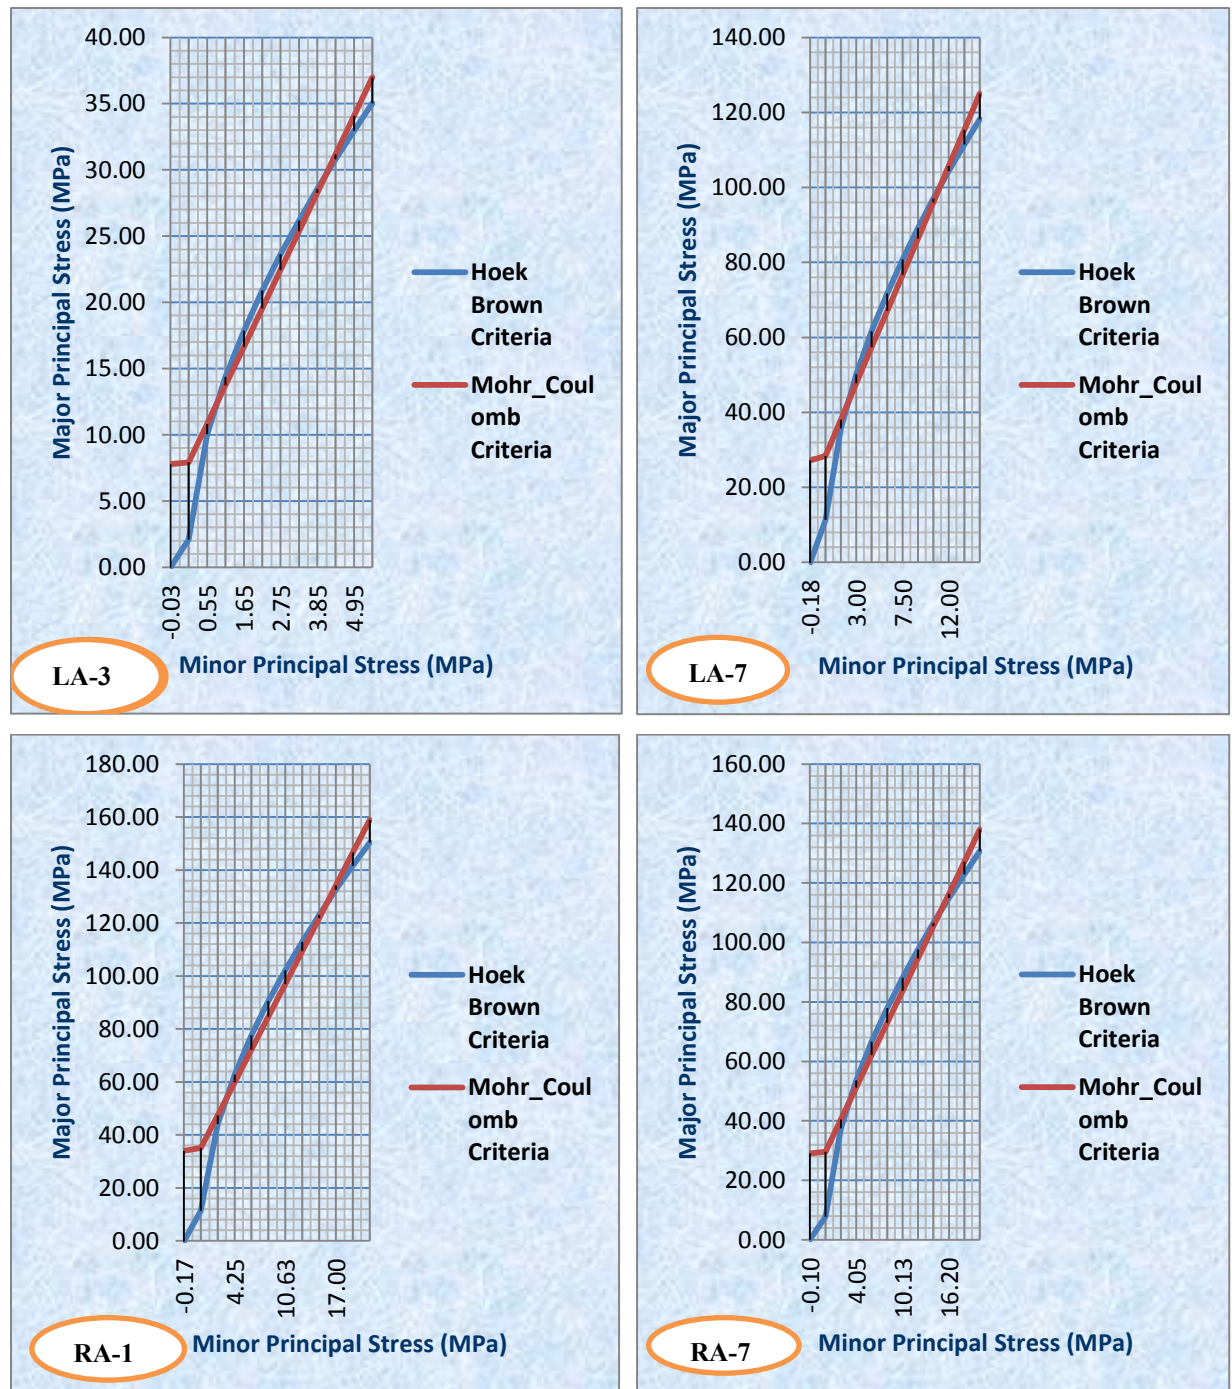 40.00
35.00
30.00
25.00
20.00
15.00
10.00
5.00
0.00
Major Principal Stress (MPa)
-0.03
0.55
1.65
2.75
3.85
4.95
Minor Principal Stress (MPa)
Hoek
Brown
Criteria
Mohr_Coul
omb
Criteria
LA-3
140.00
120.00
100.00
80.00
60.00
40.00
20.00
0.00
Major Principal Stress (MPa)
-0.18
3.00
7.50
12.00
Minor Principal Stress (MPa)
Hoek
Brown
Criteria
Mohr_Coul
omb
Criteria
LA-7
180.00
160.00
140.00
120.00
100.00
80.00
60.00
40.00
20.00
0.00
Major Principal Stress (MPa)
-0.17
4.25
10.63
17.00
Minor Principal Stress (MPa)
Hoek
Brown
Criteria
Mohr_Coul
omb
Criteria
RA-1
160.00
140.00
120.00
100.00
80.00
60.00
40.00
20.00
0.00
Major Principal Stress (MPa)
-0.10
4.05
10.13
16.20
Minor Principal Stress (MPa)
Hoek
Brown
Criteria
Mohr_Coul
omb
Criteria
RA-7